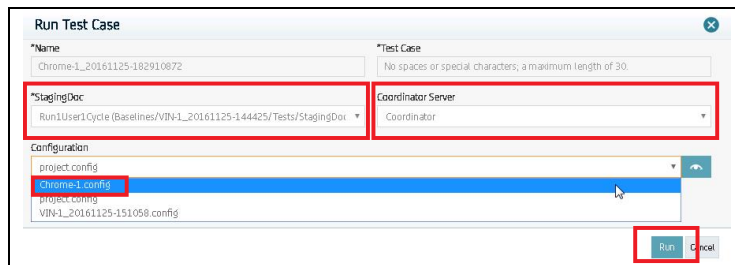 Run Test Case
*Name
*Test Case
Chrome-1_20161125-182910872
No spaces or special characters; a maximum length of 30.
*StagingDoc
Coordinator Server
Run1User1Cycle (Baselines/VIN-1_20161125-144425/Tests/StagingDoc
Coordinator
Configuration
project.config
Chrome-1.config
project.config
VIN-1_20161125-151058.config
Run
Cancel